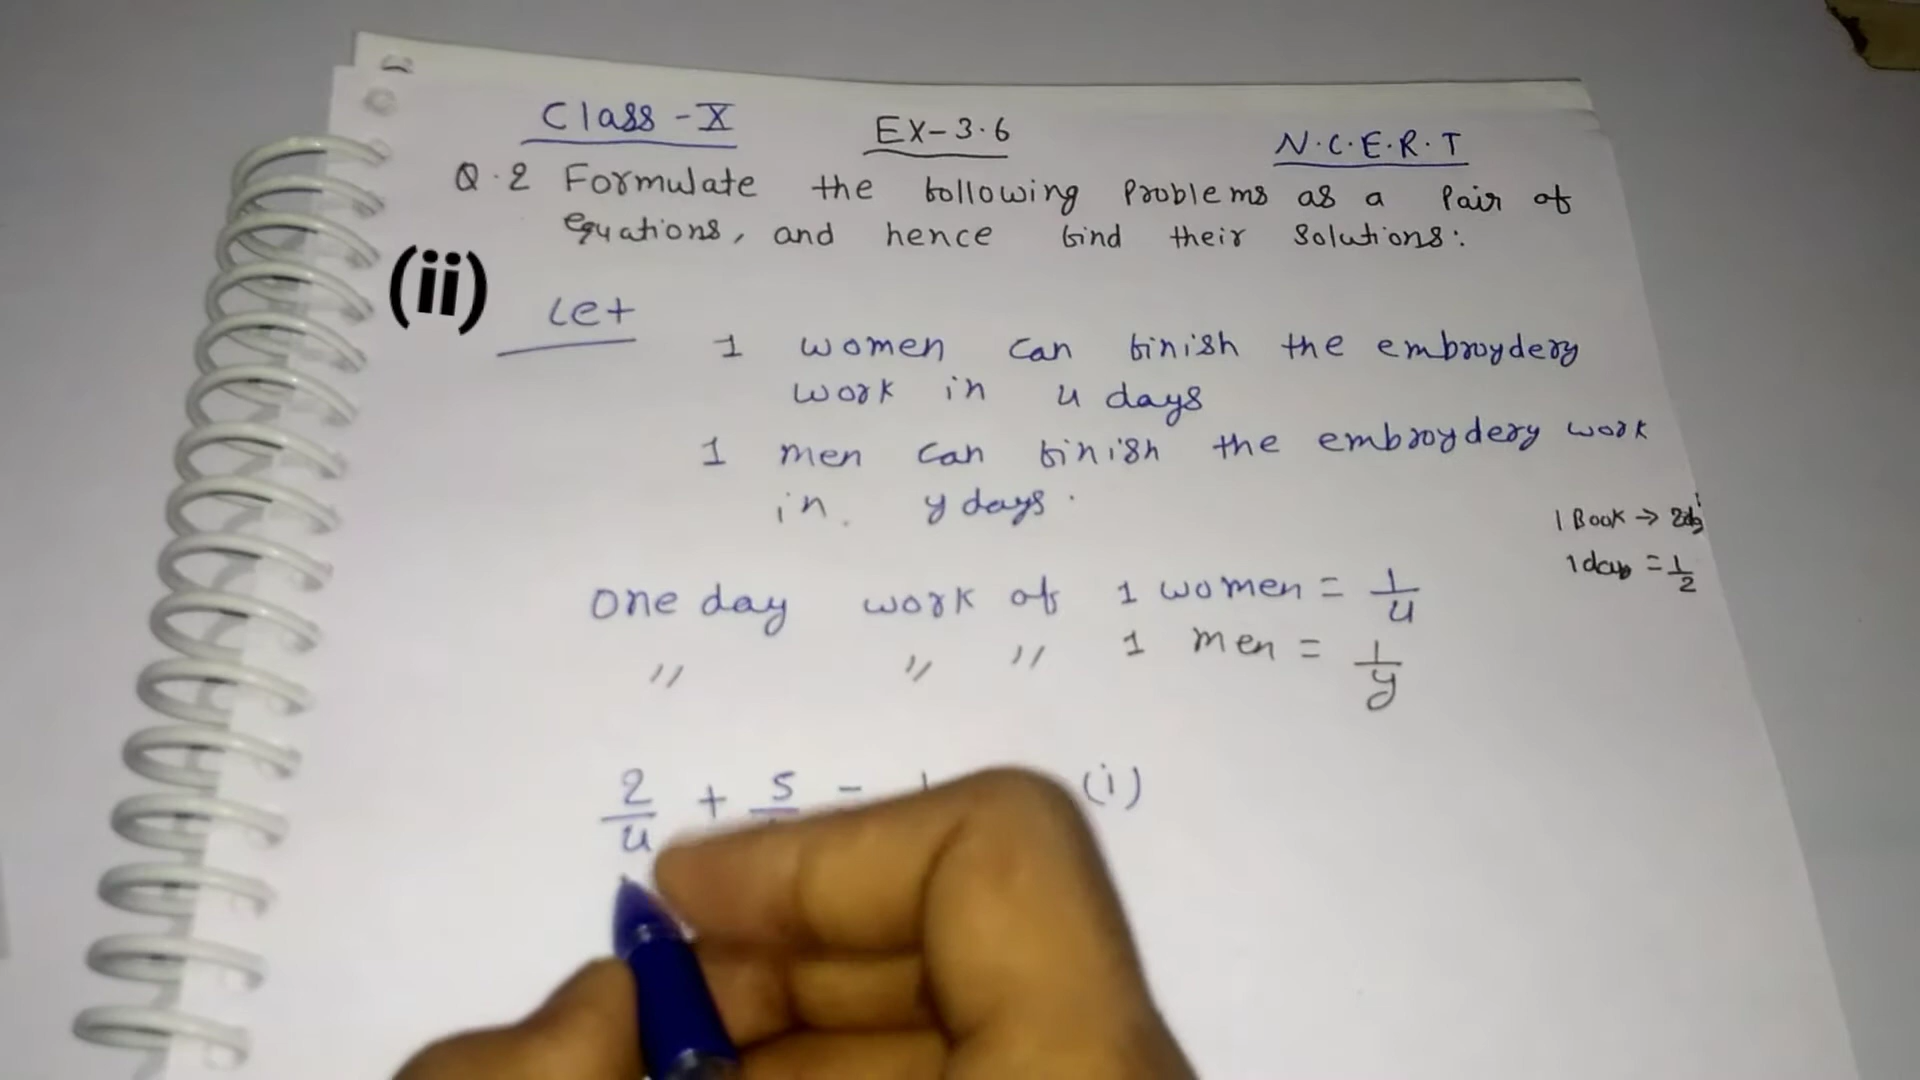 Class - X Ex-3.6 N.C.E.R.T
Q.2 Formulate the following problems as a pair of
equations, and hence find their solutions:
(ii) Let
1 women can finish the embroydery
work in u days
1 men can finish the embroydery work
in y days.
1 Book →
1 day = 1/2
one day work of 1 women = 1/u
" " " 1 men = 1/y
2/u + 5 = (i)